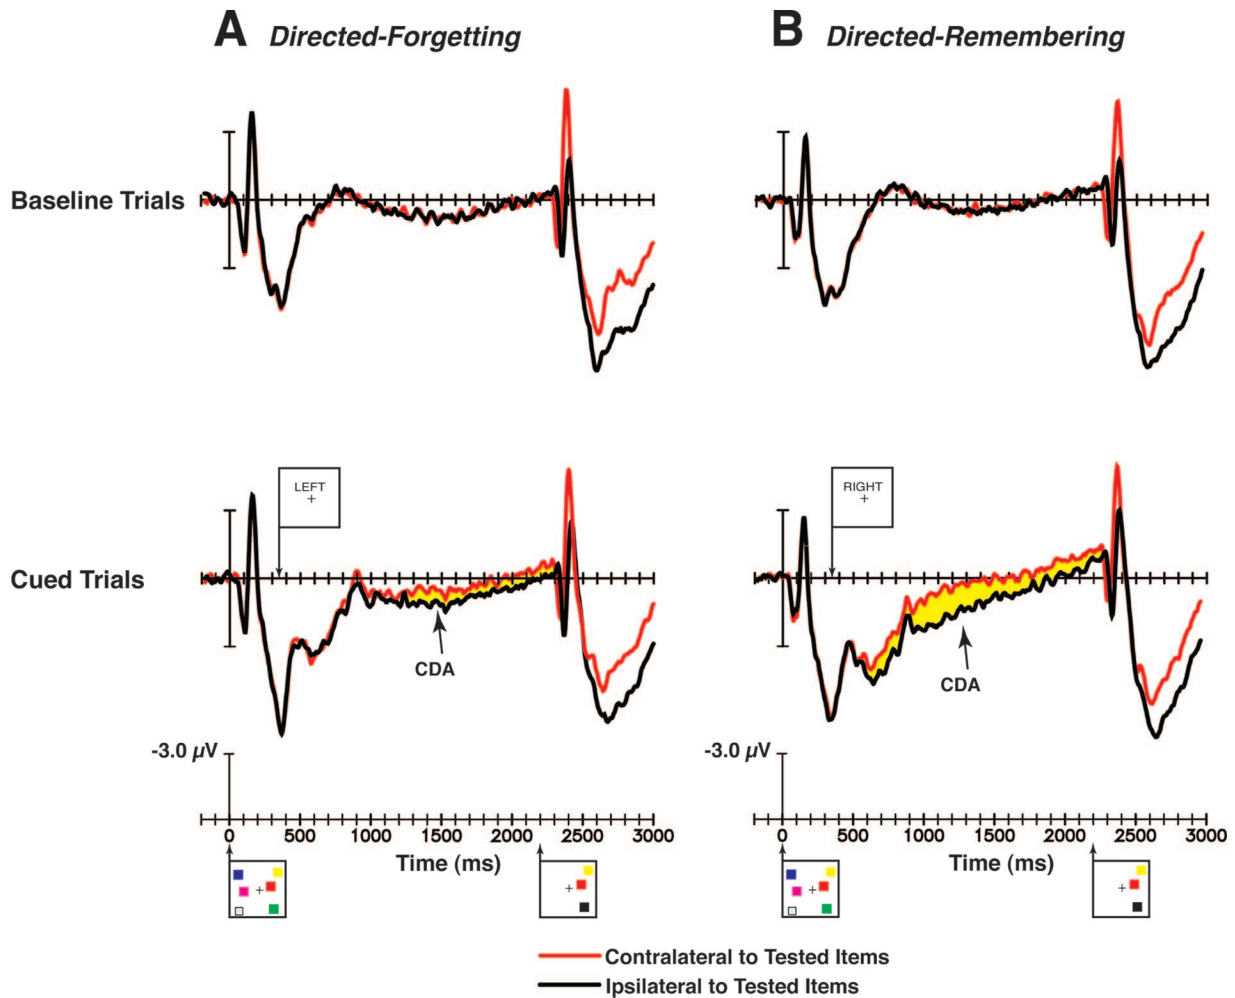 A Directed-Forgetting
B Directed-Remembering
Baseline Trials
LEFT
+
RIGHT
+
Cued Trials
CDA
CDA
-3.0 µV
-3.0 µV
0 500 1000 1500 2000 2500 3000
0 500 1000 1500 2000 2500 3000
Time (ms)
Time (ms)
+
+
+
+
Contralateral to Tested Items
Ipsilateral to Tested Items